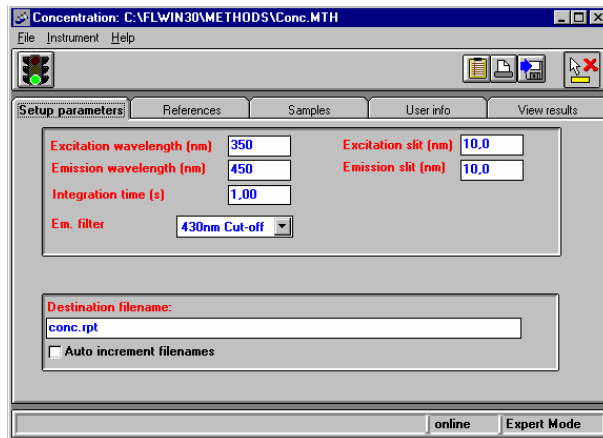 Concentration: C:\FLWIN30\METHODS\Conc.MTH
File Instrument Help
Setup parameters References Samples User info View results
Excitation wavelength (nm) 350 Excitation slit (nm) 10,0
Emission wavelength (nm) 450 Emission slit (nm) 10,0
Integration time (s) 1,00
Em. filter 430nm Cut-off
Destination filename:
conc.rpt
Auto increment filenames
online Expert Mode